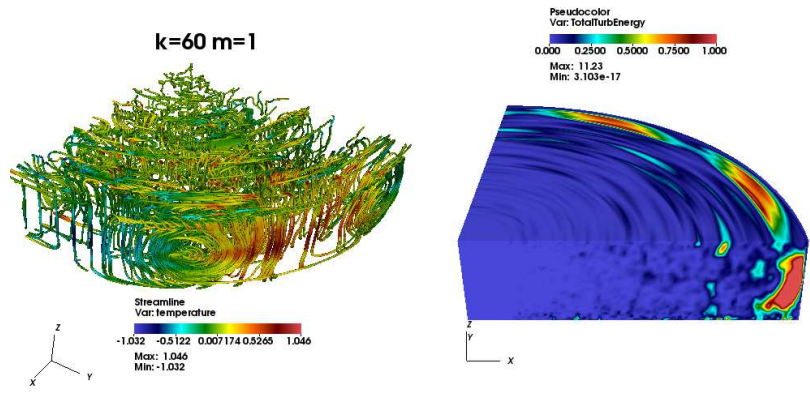 k=60 m=1
Streamline
Var: temperature
-1.032 -0.5122 0.007174 0.5265 1.046
Max: 1.046
Min: -1.032
Z
X
Y
Pseudocolor
Var: TotalTurbEnergy
0.000 0.2500 0.5000 0.7500 1.000
Max: 11.23
Min: 3.103e-17
Z
Y
X